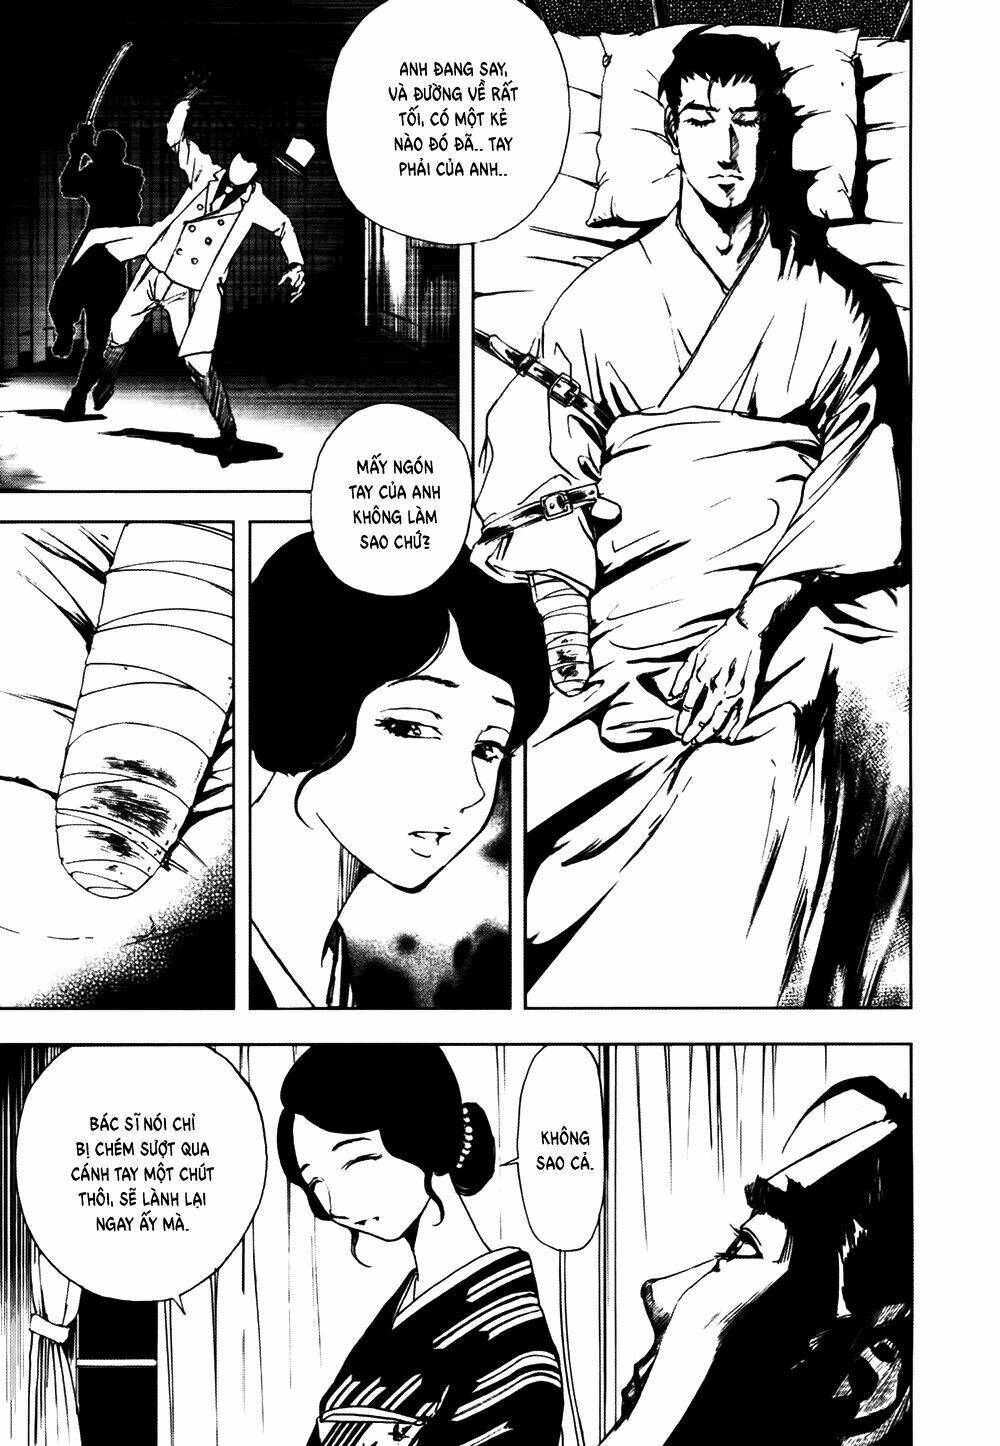 ANH ĐANG SAY,
VÀ ĐƯỜNG VỀ RẤT
TỐI, CÓ MỘT KẺ
NÀO ĐÓ ĐÃ.. TAY
PHẢI CỦA ANH..
MẤY NGÓN
TAY CỦA ANH
KHÔNG LÀM
SAO CHỨ?
KHÔNG
SAO CẢ.
BÁC SĨ NÓI CHỈ
BỊ CHÉM SƯỢT QUA
CÁNH TAY MỘT CHÚT
THÔI, SẼ LÀNH LẠI
NGAY ẤY MÀ.